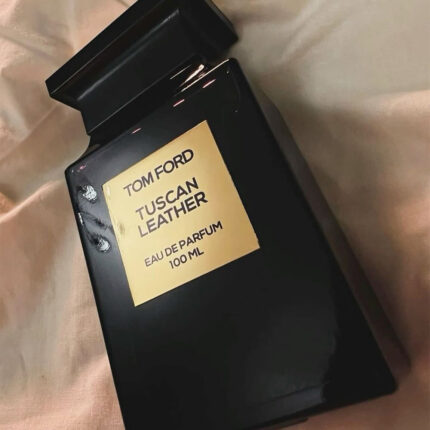 TOM FORD
TUSCAN
LEATHER
EAU DE PARFUM
100 ML